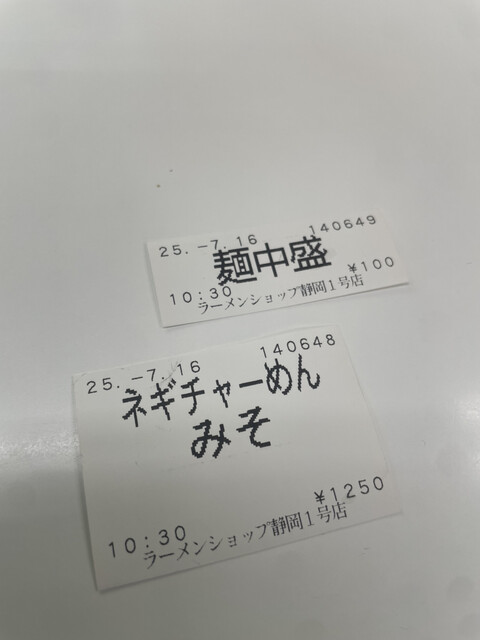 25.-7.16 140649
麺中盛
10:30 ¥100
ラーメンショップ静岡1号店
25.-7.16 140648
ネギチャーめん
みそ
¥1250
10:30
ラーメンショップ静岡1号店